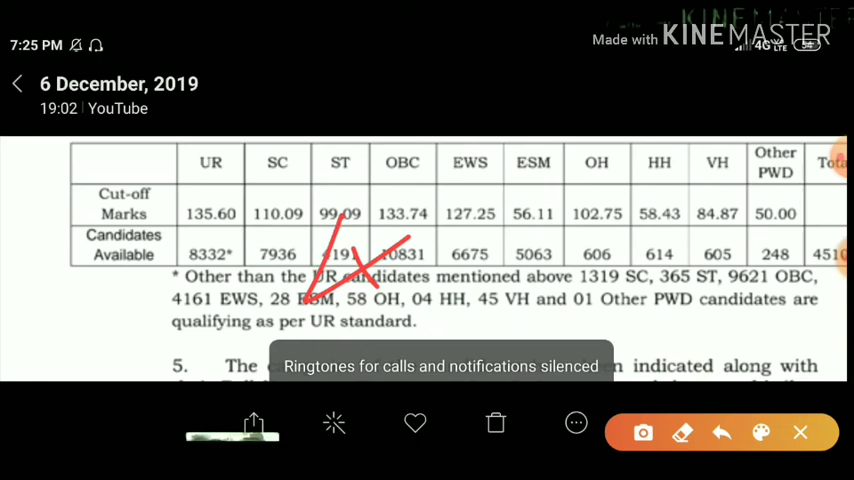 KINEMASTER
7:25 PM
Made with KINEMASTER
4G 54
6 December, 2019
19:02 | YouTube
UR SC ST OBC EWS ESM OH HH VH Other PWD
Cut-off Marks 135.60 110.09 99.09 133.74 127.25 56.11 102.75 58.43 84.87 50.00
Candidates Available 8332* 7936 4191 10831 6675 5063 606 614 605 248
* Other than the UR candidates mentioned above 1319 SC, 365 ST, 9621 OBC,
4161 EWS, 28 ESM, 58 OH, 04 HH, 45 VH and 01 Other PWD candidates are
qualifying as per UR standard.
5. The indicated along with
Ringtones for calls and notifications silenced